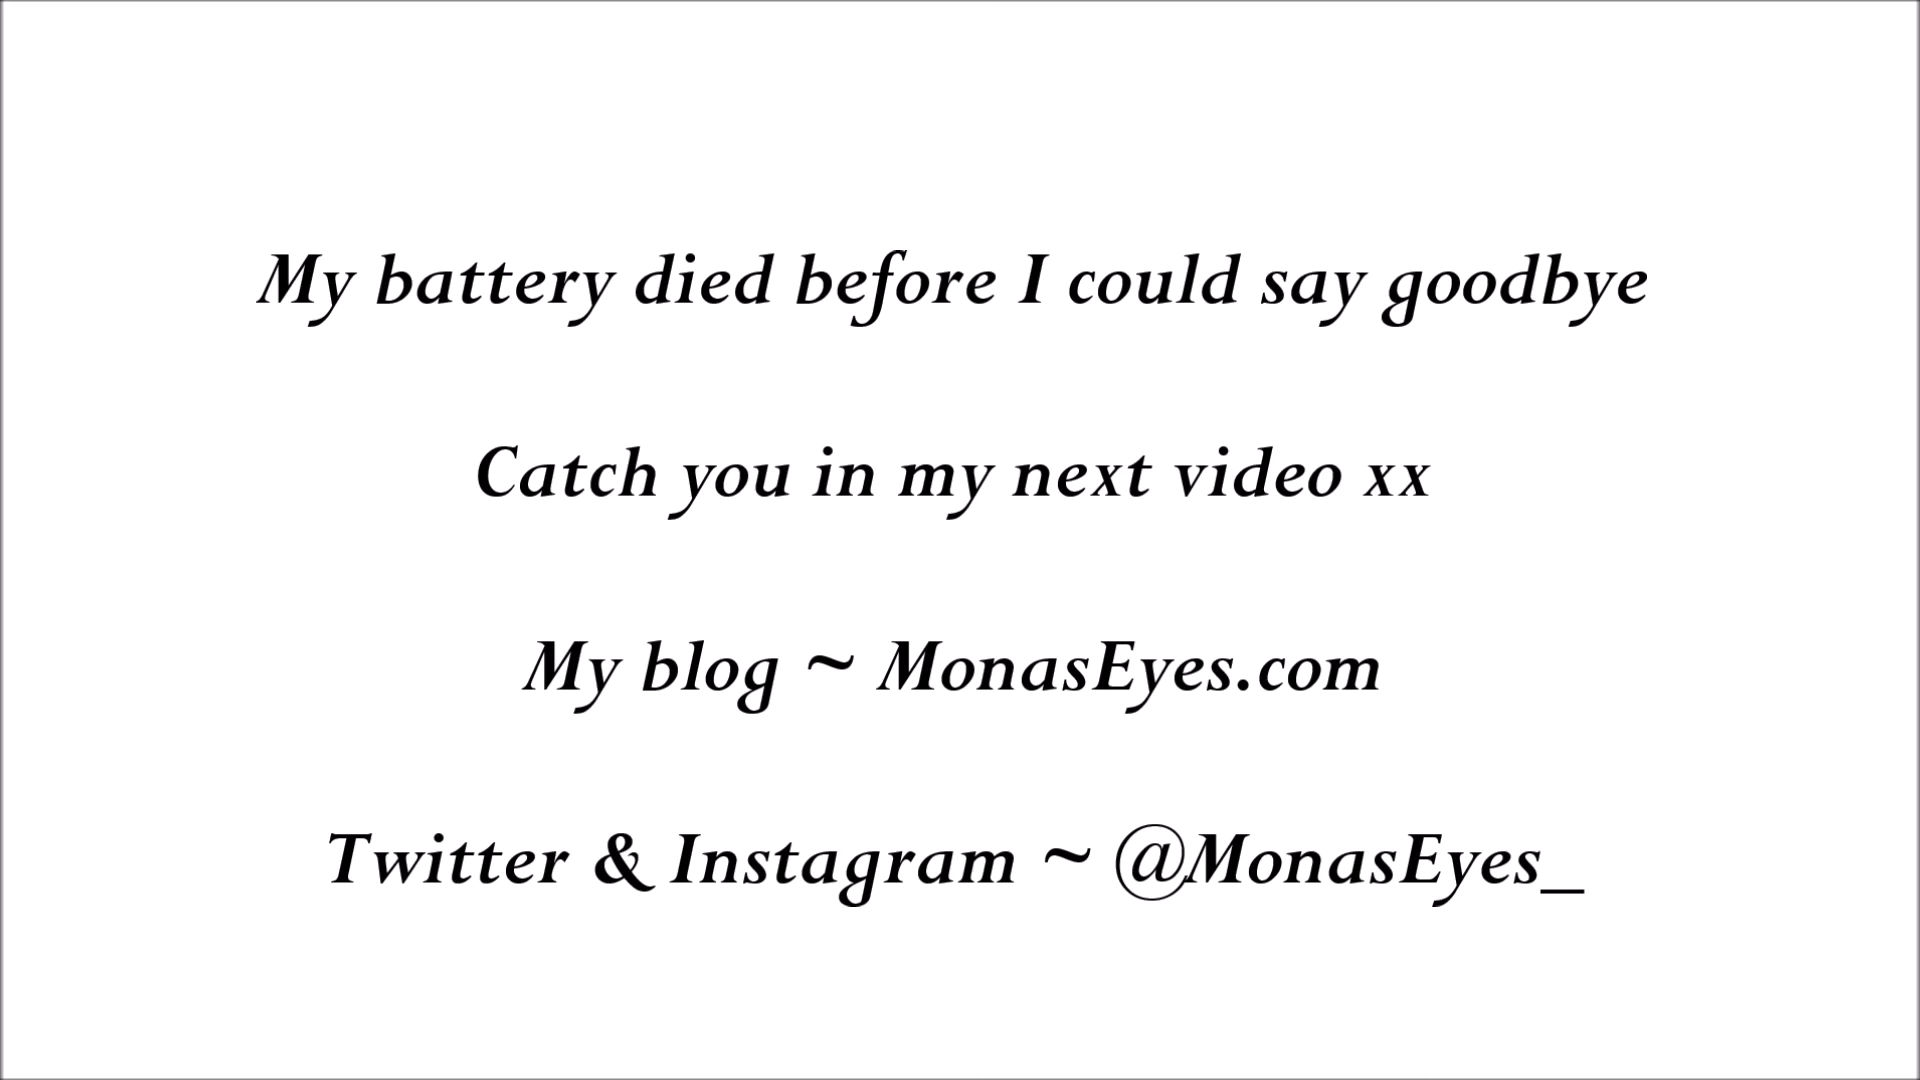 My battery died before I could say goodbye
Catch you in my next video xx
My blog ~ MonasEyes.com
Twitter & Instagram ~ @MonasEyes_